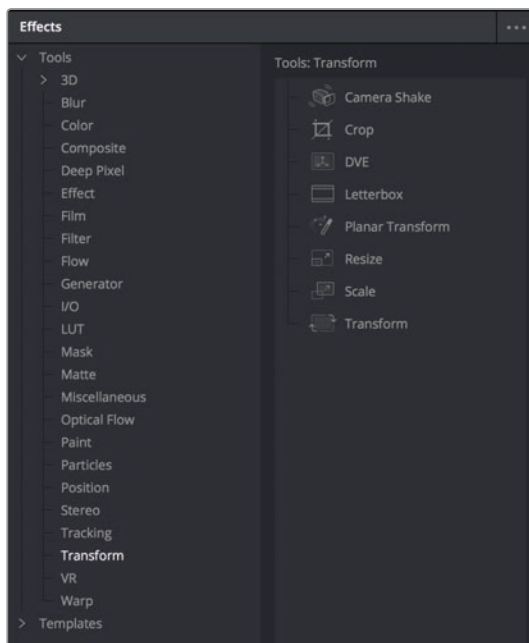 Effects
Tools
3D
Blur
Color
Composite
Deep Pixel
Effect
Film
Filter
Flow
Generator
I/O
LUT
Mask
Matte
Miscellaneous
Optical Flow
Paint
Particles
Position
Stereo
Tracking
Transform
VR
Warp
Templates
Tools: Transform
Camera Shake
Crop
DVE
Letterbox
Planar Transform
Resize
Scale
Transform